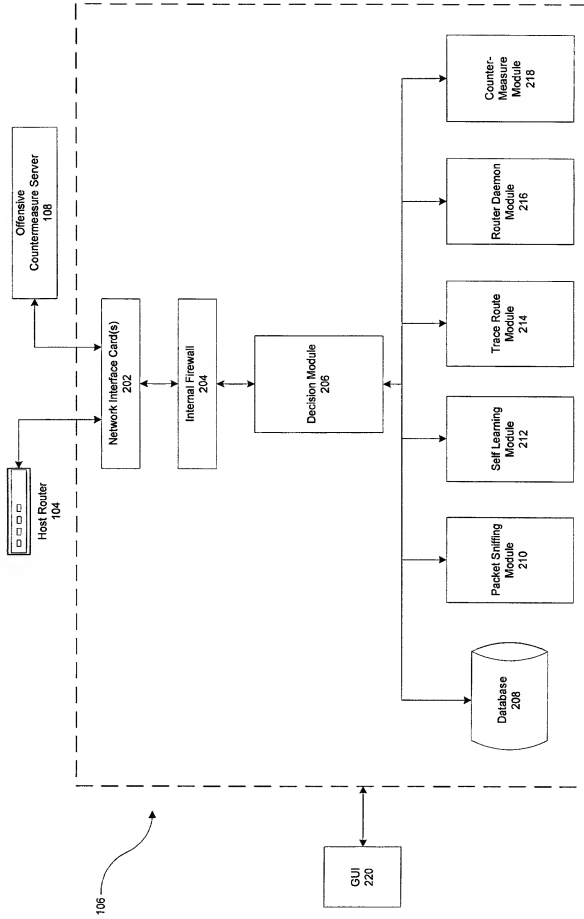 Offensive
Countermeasure Server
108
Host Router
104
Network Interface Card(s)
202
Internal Firewall
204
Decision Module
206
Database
208
Packet Sniffing
Module
210
Self Learning
Module
212
Trace Route
Module
214
Router Daemon
Module
216
Counter-
Measure
Module
218
106
GUI
220